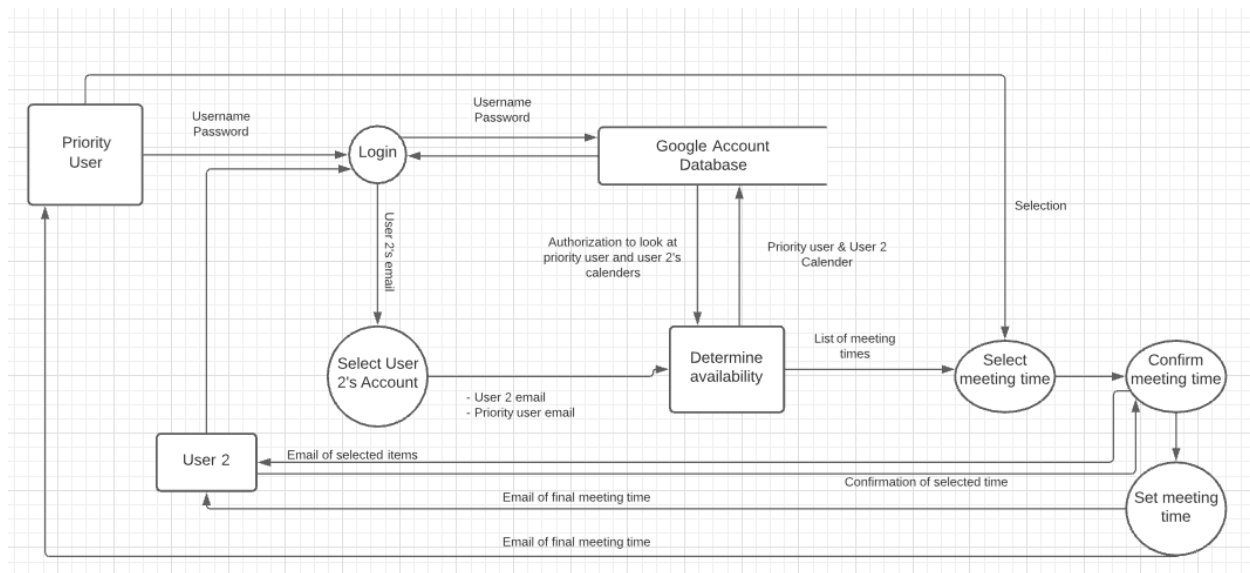 Username
Password
Username
Password
Priority
User
Login
Google Account
Database
Selection
User 2's email
Authorization to look at
priority user and user 2's
calenders
Priority user & User 2
Calender
Select User
2's Account
Determine
availability
List of meeting
times
Select
meeting time
Confirm
meeting time
- User 2 email
- Priority user email
User 2
Email of selected items
Confirmation of selected time
Email of final meeting time
Set meeting
time
Email of final meeting time